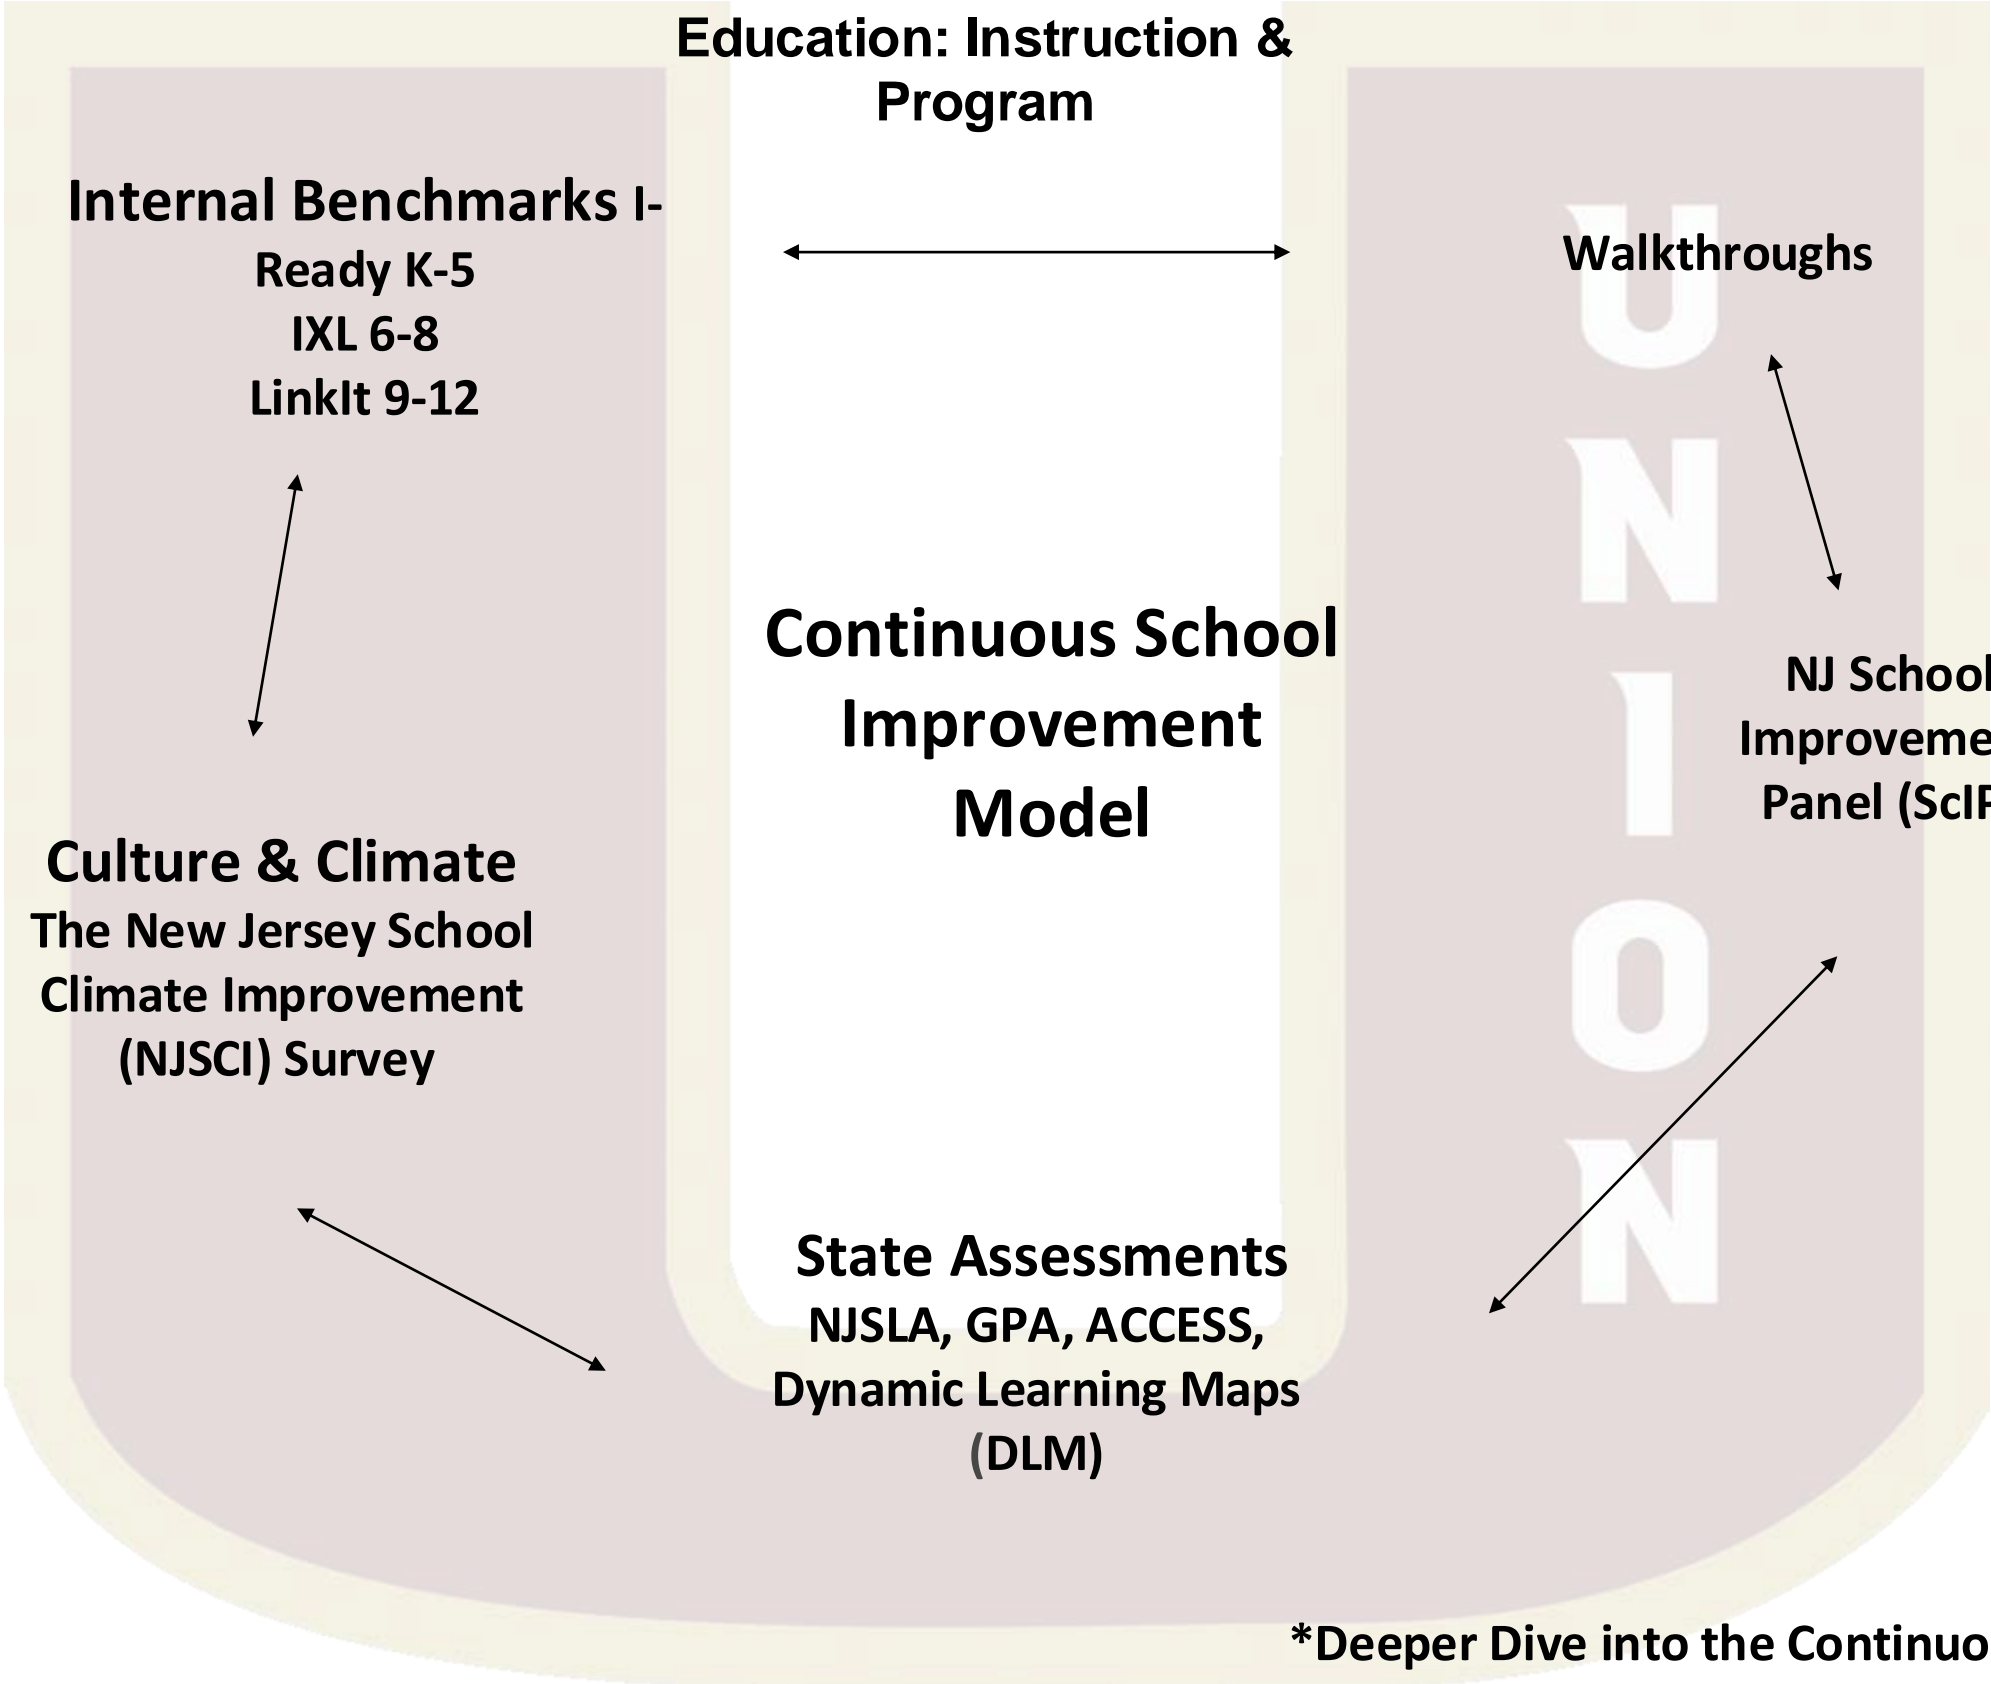 Education: Instruction &
Program
Internal Benchmarks I-
Ready K-5
IXL 6-8
LinkIt 9-12
Walkthroughs
UNION
Continuous School
Improvement
Model
NJ School
Panel (ScIP
Culture & Climate
The New Jersey School
Climate Improvement
(NJSCI) Survey
State Assessments
NJSLA, GPA, ACCESS,
Dynamic Learning Maps
(DLM)
*Deeper Dive into the